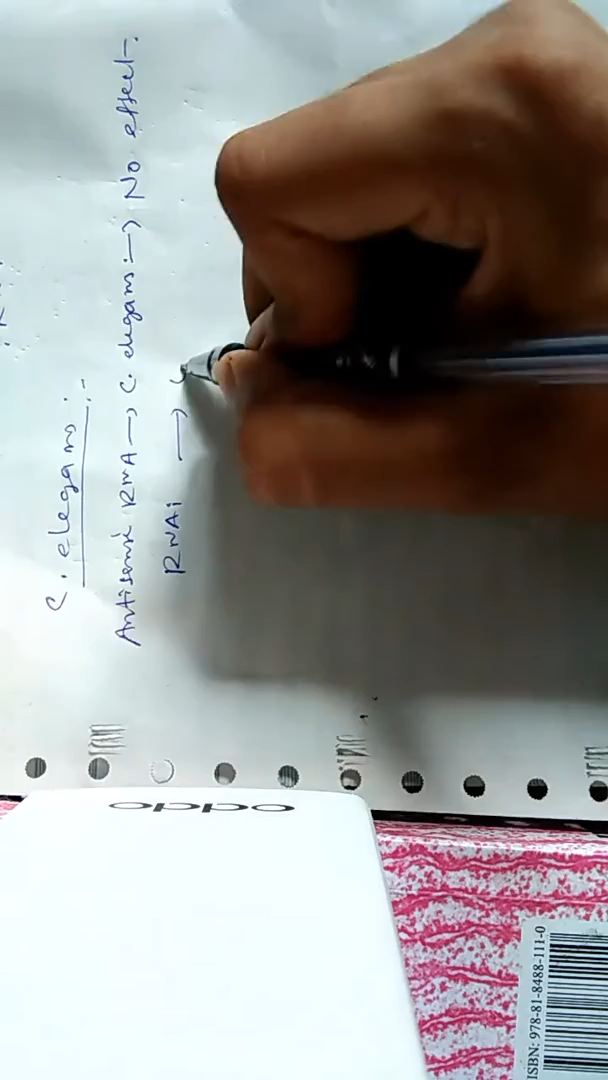 C. elegans:-
Antisense RNA → C. elegans:→ No effect.
RNAi → C
oppo
ISBN: 978-81-8488-111-0